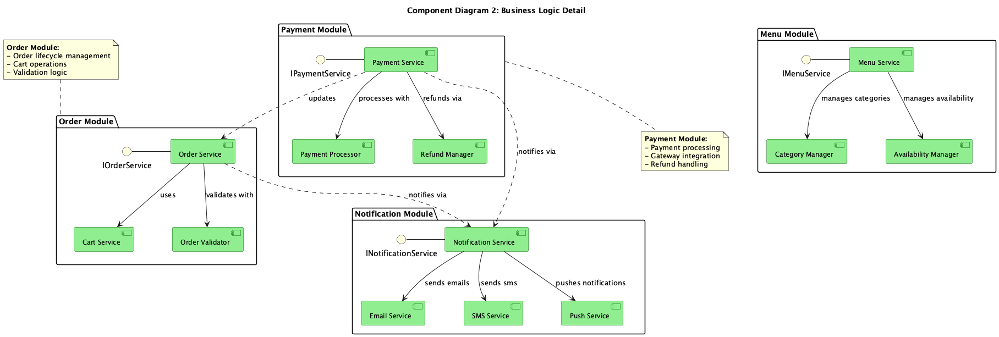 Component Diagram 2: Business Logic Detail
Order Module:
- Order lifecycle management
- Cart operations
- Validation logic
Payment Module
Payment Service
IPaymentService
updates
processes with
refunds via
Payment Processor
Refund Manager
Menu Module
Menu Service
IMenuService
manages categories
manages availability
Category Manager
Availability Manager
Order Module
Order Service
IOrderService
uses
validates with
Cart Service
Order Validator
notifies via
notifies via
Payment Module:
- Payment processing
- Gateway integration
- Refund handling
Notification Module
Notification Service
INotificationService
sends emails
sends sms
pushes notifications
Email Service
SMS Service
Push Service